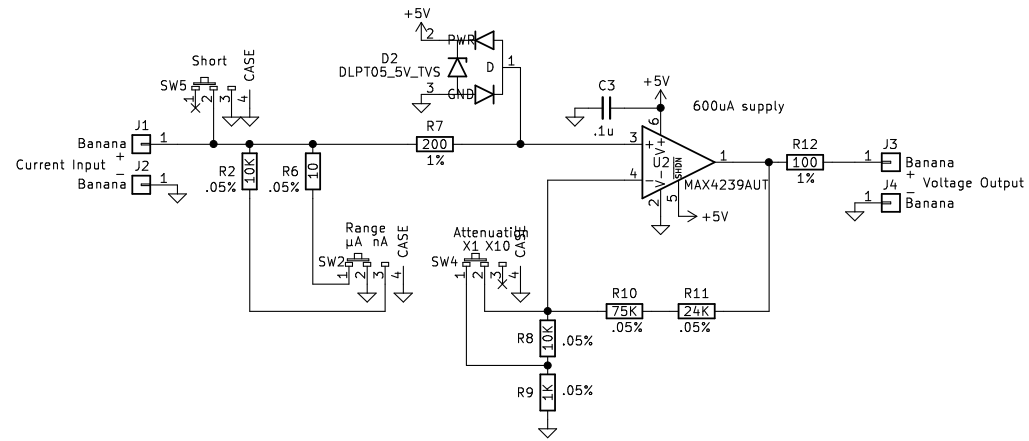 +5V
2
PWR
D2
DLPT05_5V_TVS
D
1
3
GND
Short
CASE
SW5
1
2
3
4
C3
.1u
+5V
600uA supply
6
J1
Banana
1
+
Current Input
−
J2
Banana
1
R2
10K
.05%
R6
10
.05%
R7
200
1%
3
+
V+
U2
SHDN
V-
4
−
1
MAX4239AUT
2
5
+5V
R12
100
1%
J3
1
Banana
+
Voltage Output
−
J4
1
Banana
Range
µA nA
CASE
SW2
1
2
3
4
Attenuation
X1 X10
CASE
SW4
1
2
3
4
R10
75K
.05%
R11
24K
.05%
R8
10K
.05%
R9
1K
.05%